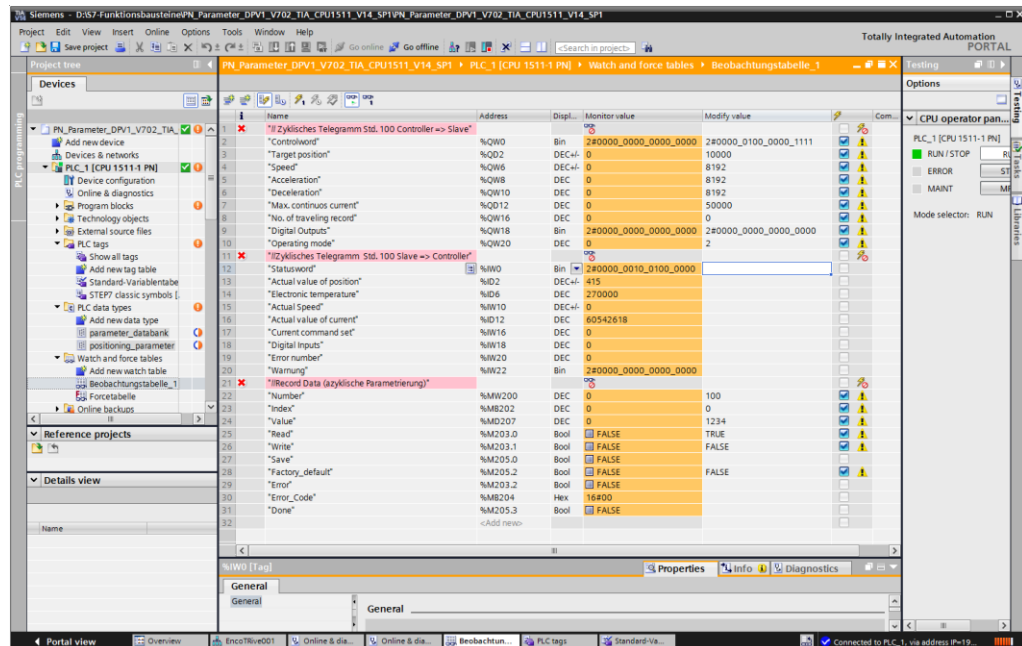 Siemens - D:\S7-Funktionsbausteine\PN_Parameter_DPV1_V702_TIA_CPU1511_V14_SP1\PN_Parameter_DPV1_V702_TIA_CPU1511_V14_SP1
Project Edit View Insert Online Options Tools Window Help
Totally Integrated Automation
PORTAL
Save project Go online Go offline <Search in project>
Project tree
PN_Parameter_DPV1_V702_TIA_CPU1511_V14_SP1 PLC_1 [CPU 1511-1 PN] Watch and force tables Beobachtungstabelle_1
Testing
Devices
Options
PLC programming
PN_Parameter_DPV1_V702_TIA_
Add new device
Devices & networks
PLC_1 [CPU 1511-1 PN]
Device configuration
Online & diagnostics
Program blocks
Technology objects
External source files
PLC tags
Show all tags
Add new tag table
Standard-Variablentabe
STEP7 classic symbols [.
PLC data types
Add new data type
parameter_databank
positioning_parameter
Watch and force tables
Add new watch table
Beobachtungstabelle_1
Forcetabelle
Online backups
Reference projects
Details view
Name
i Name Address Displ... Monitor value Modify value Com...
1 "// Zyklisches Telegramm Std. 100 Controller => Slave"
2 "Controlword" %QW0 Bin 2#0000_0000_0000_0000 2#0000_0100_0000_1111
3 "Target position" %QD2 DEC+/- 0 10000
4 "Speed" %QW6 DEC+/- 0 8192
5 "Acceleration" %QW8 DEC 0 8192
6 "Deceleration" %QW10 DEC 0 8192
7 "Max. continuos current" %QD12 DEC 0 50000
8 "No. of traveling record" %QW16 DEC 0 0
9 "Digital Outputs" %QW18 Bin 2#0000_0000_0000_0000 2#0000_0000_0000_0000
10 "Operating mode" %QW20 DEC 0 2
11 "//Zyklisches Telegramm Std. 100 Slave => Controller"
12 "Statusword" %IW0 Bin 2#0000_0010_0100_0000
13 "Actual value of position" %ID2 DEC+/- 415
14 "Electronic temperature" %ID6 DEC 270000
15 "Actual Speed" %IW10 DEC+/- 0
16 "Actual value of current" %ID12 DEC 60542618
17 "Current command set" %IW16 DEC 0
18 "Digital Inputs" %IW18 DEC 0
19 "Error number" %IW20 DEC 0
20 "Warnung" %IW22 Bin 2#0000_0000_0000_0000
21 "//Record Data (azyklische Parametrierung)"
22 "Number" %MW200 DEC 0 100
23 "Index" %MB202 DEC 0 0
24 "Value" %MD207 DEC 0 1234
25 "Read" %M203.0 Bool FALSE TRUE
26 "Write" %M203.1 Bool FALSE FALSE
27 "Save" %M205.0 Bool FALSE
28 "Factory_default" %M205.2 Bool FALSE FALSE
29 "Error" %M203.2 Bool FALSE
30 "Error_Code" %MB204 Hex 16#00
31 "Done" %M205.3 Bool FALSE
32 <Add new>
CPU operator pan...
PLC_1 [CPU 1511-1 PN]
RUN / STOP RU
ERROR ST
MAINT MR
Mode selector: RUN
Testing
Tasks
Libraries
%IW0 [Tag]
Properties Info Diagnostics
General
General
General
Portal view Overview EncoTRive001 Online & dia... Online & dia... Beobachtun... PLC tags Standard-Va... Connected to PLC_1, via address IP=19...